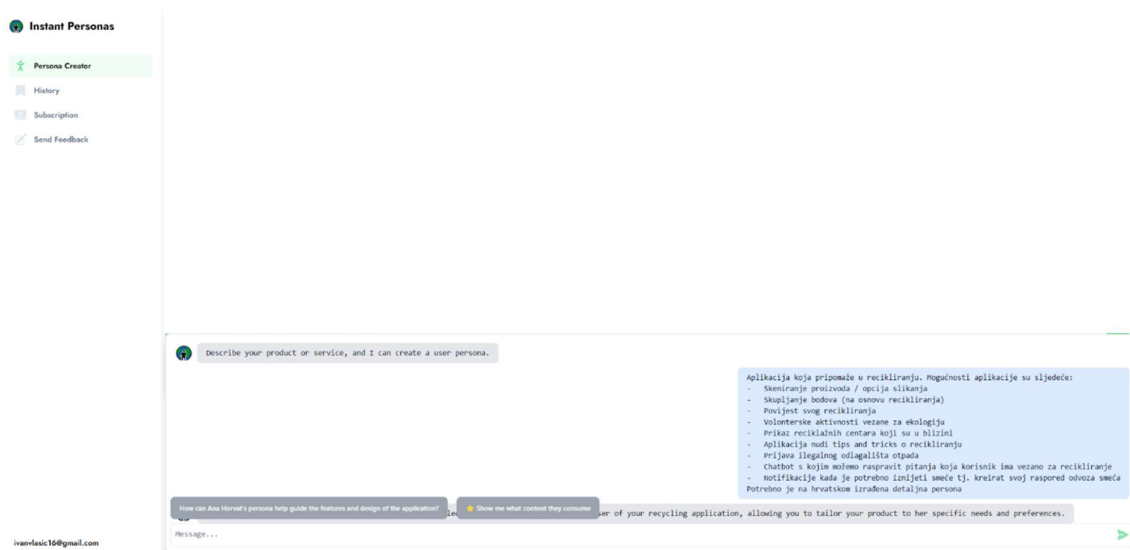 Instant Personas
Persona Creator
History
Subscription
Send Feedback
Describe your product or service, and I can create a user persona.
Aplikacija koja pripomaže u recikliranju. Mogućnosti aplikacije su sljedeće:
- Skeniranje proizvoda / opcija slikanja
- Skupljanje bodova (na osnovu recikliranja)
- Povijest svog recikliranja
- Volonterske aktivnosti vezane za ekologiju
- Prikaz reciklažnih centara koji su u blizini
- Aplikacija nudi tips and tricks o recikliranju
- Prijava ilegalnog odlagališta otpada
- Chatbot s kojim možemo raspravit pitanja koja korisnik ima vezano za recikliranje
- Notifikacije kada je potrebno iznijeti smeće tj. kreirat svoj raspored odvoza smeća
Potrebno je na hrvatskom izrađena detaljna persona
How can Ana Horvat's persona help guide the features and design of the application?
⭐ Show me what content they consume
of your recycling application, allowing you to tailor your product to her specific needs and preferences.
Message...
ivanvlasic16@gmail.com